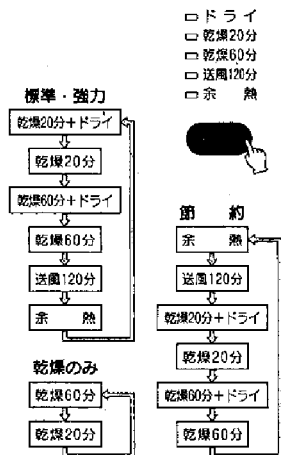 ドライ
乾燥20分
乾燥60分
送風120分
余熱
標準・強力
乾燥20分+ドライ
乾燥20分
乾燥60分+ドライ
乾燥60分
送風120分
余熱
乾燥のみ
乾燥60分
乾燥20分
節約
余熱
送風120分
乾燥20分+ドライ
乾燥20分
乾燥60分+ドライ
乾燥60分